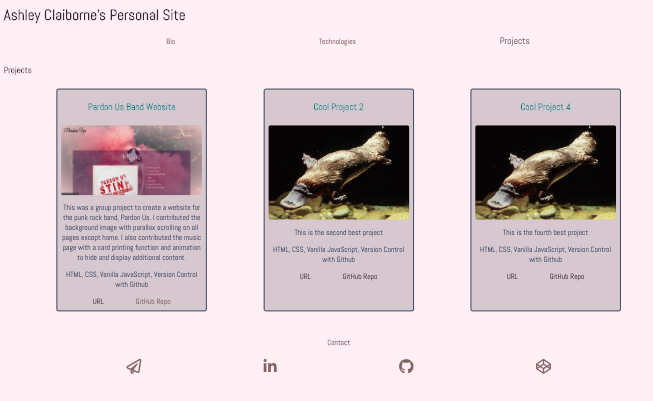 Ashley Claiborne's Personal Site
Bio
Technologies
Projects
Projects
Pardon Us Band Website
Pardon Us
Music
PARDON US
This was a group project to create a website for
the punk rock band, Pardon Us. I contributed the
background image with parallax scrolling on all
pages except home. I also contributed the music
page with a card printing function and animation
to hide and display additional content.
HTML, CSS, Vanilla JavaScript, Version Control
with Github
URL
GitHub Repo
Cool Project 2
This is the second best project
HTML, CSS, Vanilla JavaScript, Version Control
with Github
URL
GitHub Repo
Cool Project 4
This is the fourth best project
HTML, CSS, Vanilla JavaScript, Version Control
with Github
URL
GitHub Repo
Contact
in